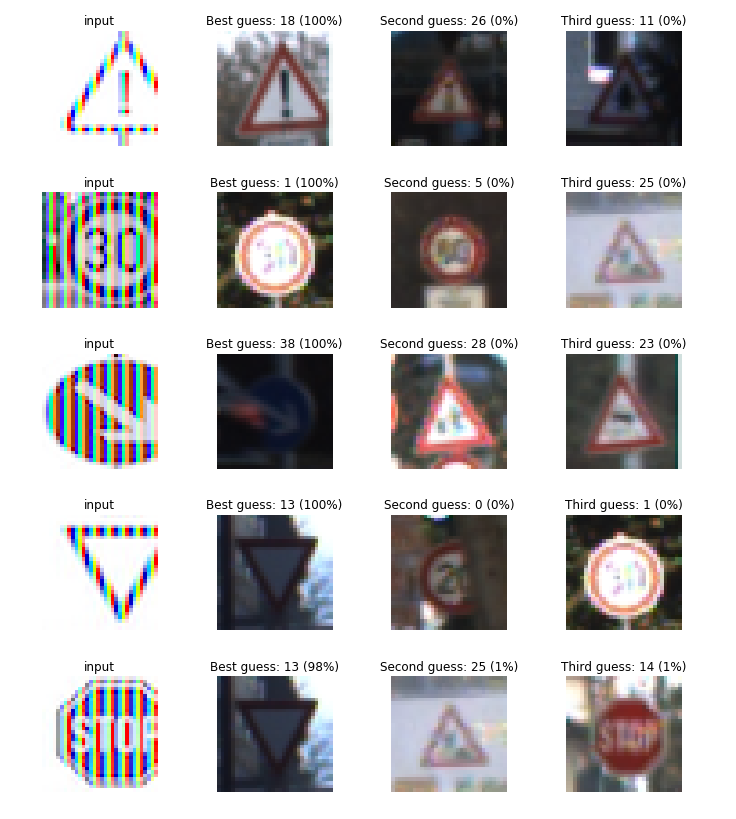 input Best guess: 18 (100%) Second guess: 26 (0%) Third guess: 11 (0%)
!
!
input Best guess: 1 (100%) Second guess: 5 (0%) Third guess: 25 (0%)
30
30
input Best guess: 38 (100%) Second guess: 28 (0%) Third guess: 23 (0%)
input Best guess: 13 (100%) Second guess: 0 (0%) Third guess: 1 (0%)
30
input Best guess: 13 (98%) Second guess: 25 (1%) Third guess: 14 (1%)
STOP
STOP